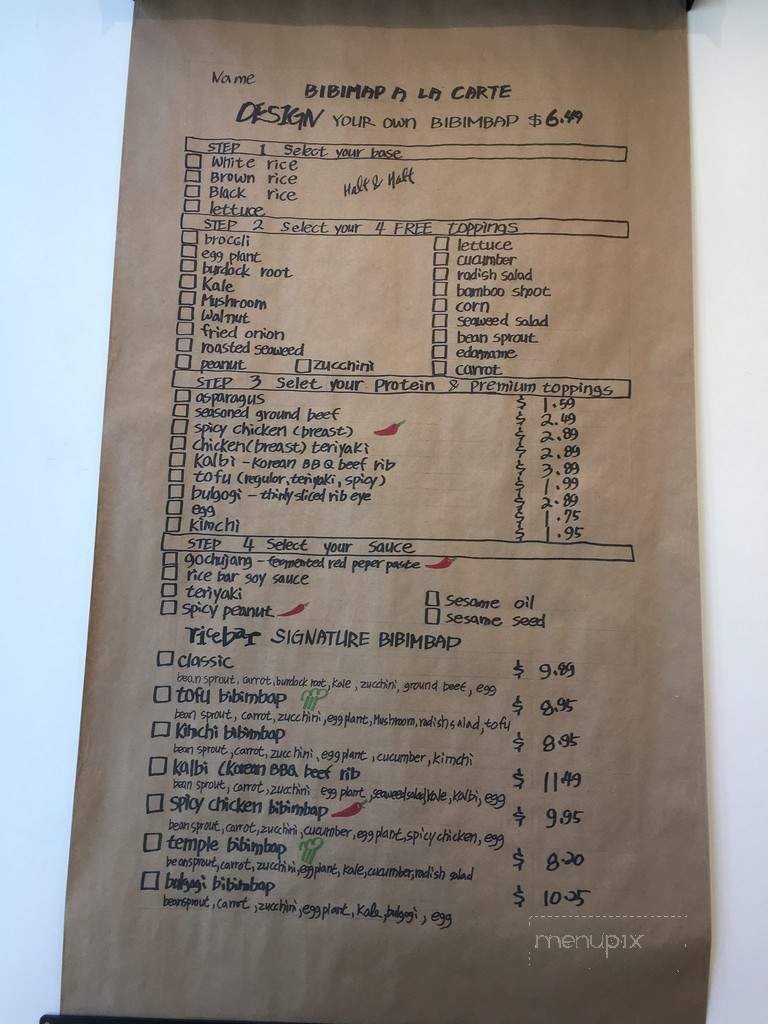 Name
BIBIMAP A LA CARTE
DESIGN YOUR OWN BIBIMBAP $6.49
STEP 1 Select your base
White rice
Brown rice
Half & Half
Black rice
lettuce
STEP 2 Select your 4 FREE toppings
broccli
egg plant
burdock root
Kale
Mushroom
walnut
fried onion
roasted seaweed
peanut
zucchini
lettuce
cucumber
radish salad
bamboo shoot
corn
seaweed salad
bean sprout
edamame
carrot
STEP 3 Selet your Protein & Premium toppings
asparagus $ 1.59
seasoned ground beef $ 2.49
spicy chicken (breast) $ 2.89
chicken (breast) teriyaki $ 2.89
Kalbi - Korean BBQ beef rib $ 3.89
tofu (regular, teriyaki, spicy) $ 1.99
bulgogi - thinly sliced rib eye $ 2.89
egg $ 1.75
kimchi $ 1.95
STEP 4 Select your sauce
gochujang - fermented red peper paste
rice bar soy sauce
teriyaki
spicy peanut
sesame oil
sesame seed
ricebar SIGNATURE BIBIMBAP
classic $ 9.89
bean sprout, carrot, burdock root, kale, zucchini, ground beef, egg
tofu bibimbap $ 8.95
bean sprout, carrot, zucchini, egg plant, Mushroom, radish salad, tofu
Kimchi bibimbap $ 8.95
bean sprout, carrot, zucchini, egg plant, cucumber, kimchi
kalbi (Korean BBQ beef rib $ 11.49
bean sprout, carrot, zucchini egg plant, seaweed salad, kale, kalbi, egg
spicy chicken bibimbap $ 9.95
bean sprout, carrot, zucchini, cucumber, egg plant, spicy chicken, egg
temple bibimbap $ 8.20
beansprout, carrot, zucchini, eggplant, kale, cucumber, radish salad
bulgogi bibimbap $ 10.25
beansprout, carrot, zucchini, egg plant, Kale, bulgogi, egg
menupix